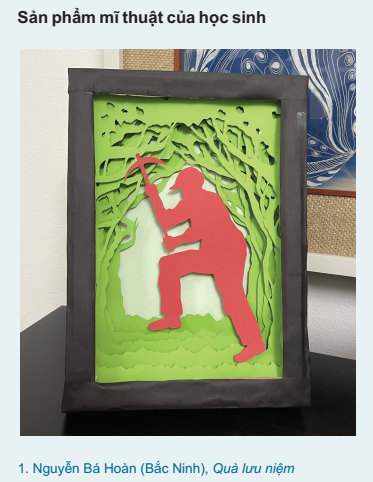 Sản phẩm mĩ thuật của học sinh
1. Nguyễn Bá Hoàn (Bắc Ninh), Quà lưu niệm